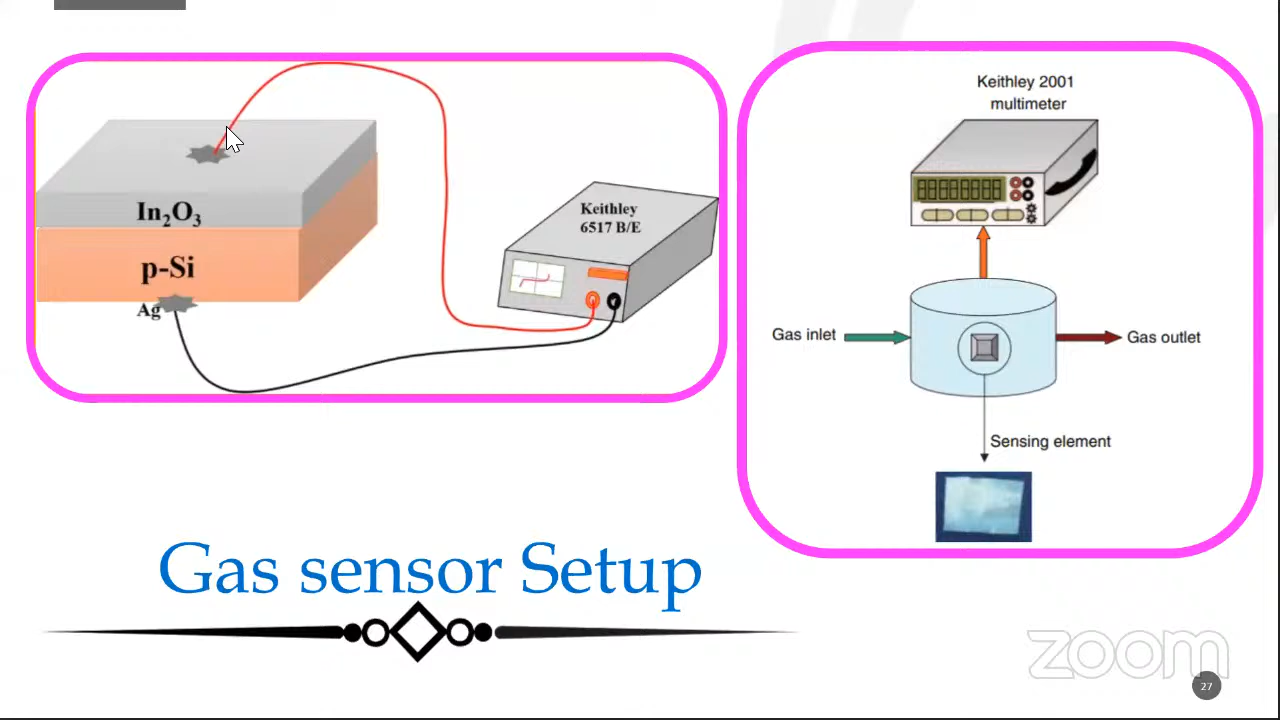 In₂O₃
p-Si
Ag
Keithley
6517 B/E
Keithley 2001
multimeter
Gas inlet
Gas outlet
Sensing element
Gas sensor Setup
zoom
27